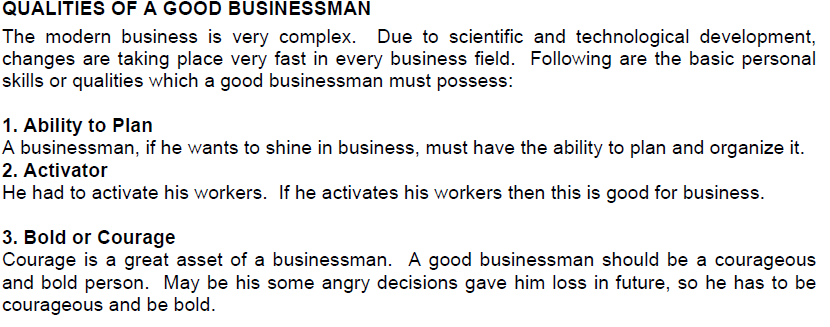 QUALITIES OF A GOOD BUSINESSMAN
The modern business is very complex. Due to scientific and technological development,
changes are taking place very fast in every business field. Following are the basic personal
skills or qualities which a good businessman must possess:
1. Ability to Plan
A businessman, if he wants to shine in business, must have the ability to plan and organize it.
2. Activator
He had to activate his workers. If he activates his workers then this is good for business.
3. Bold or Courage
Courage is a great asset of a businessman. A good businessman should be a courageous
and bold person. May be his some angry decisions gave him loss in future, so he has to be
courageous and be bold.